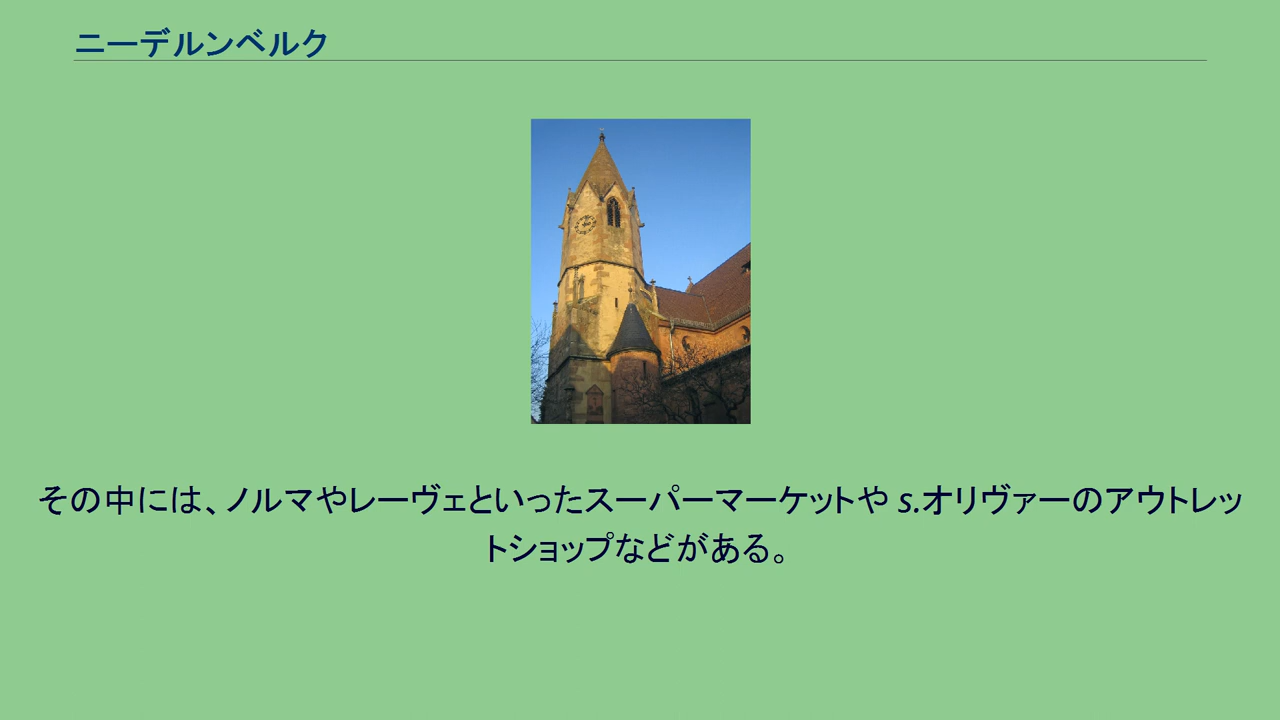 ニーデルンベルク
その中には、ノルマやレーヴェといったスーパーマーケットや s.オリヴァーのアウトレッ
トショップなどがある。